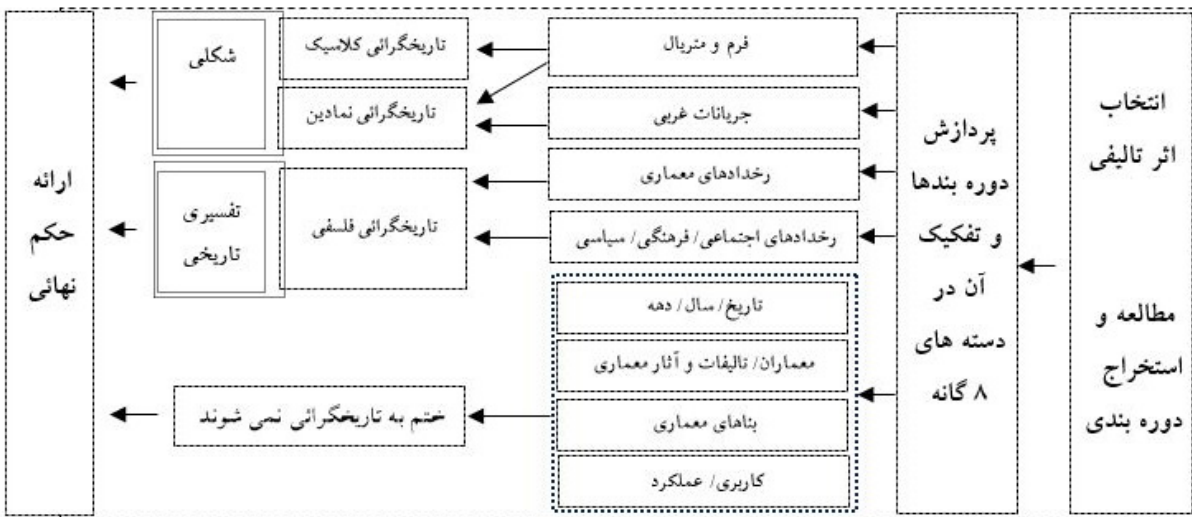 انتخاب
اثر تالیفی
مطالعه و
استخراج
دوره بندی
پردازش
دوره بندها
و تفکیک
آن در
دسته های
۸ گانه
فرم و متریال
جریانات غربی
رخدادهای معماری
رخدادهای اجتماعی/ فرهنگی/ سیاسی
تاریخ/ سال/ دهه
معماران/ تالیفات و آثار معماری
بناهای معماری
کاربری/ عملکرد
تاریخگرائی کلاسیک
تاریخگرائی نمادین
تاریخگرائی فلسفی
ختم به تاریخگرائی نمی شوند
شکلی
تفسیری
تاریخی
ارائه
حکم
نهائی